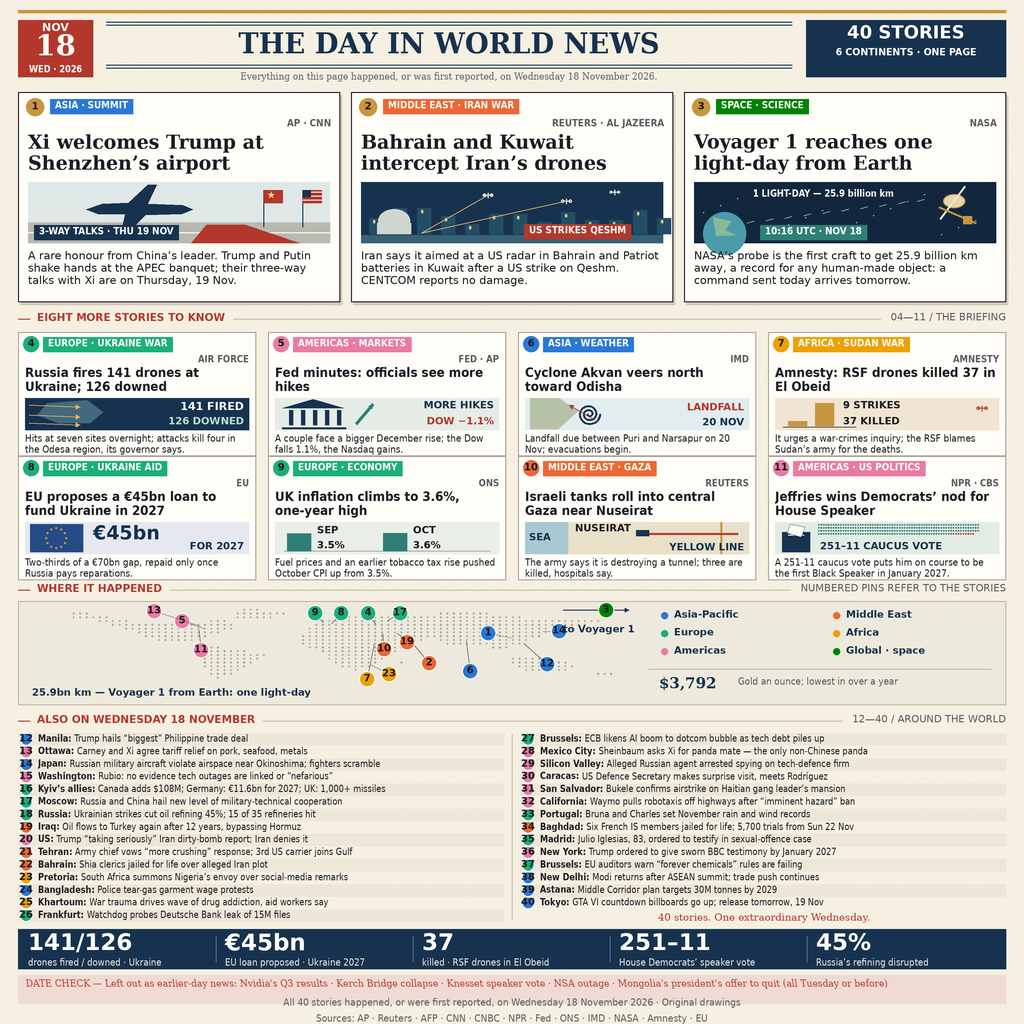 NOV
18
WED · 2026
THE DAY IN WORLD NEWS
Everything on this page happened, or was first reported, on Wednesday 18 November 2026.
40 STORIES
6 CONTINENTS · ONE PAGE
1 ASIA · SUMMIT
AP · CNN
Xi welcomes Trump at
Shenzhen’s airport
3-WAY TALKS · THU 19 NOV
A rare honour from China’s leader. Trump and Putin
shake hands at the APEC banquet; their three-way
talks with Xi are on Thursday, 19 Nov.
2 MIDDLE EAST · IRAN WAR
REUTERS · AL JAZEERA
Bahrain and Kuwait
intercept Iran’s drones
US STRIKES QESHM
Iran says it aimed at a US radar in Bahrain and Patriot
batteries in Kuwait after a US strike on Qeshm.
CENTCOM reports no damage.
3 SPACE · SCIENCE
NASA
Voyager 1 reaches one
light-day from Earth
1 LIGHT-DAY — 25.9 billion km
10:16 UTC · NOV 18
NASA’s probe is the first craft to get 25.9 billion km
away, a record for any human-made object: a
command sent today arrives tomorrow.
EIGHT MORE STORIES TO KNOW
04—11 / THE BRIEFING
4 EUROPE · UKRAINE WAR
AIR FORCE
Russia fires 141 drones at
Ukraine; 126 downed
141 FIRED
126 DOWNED
Hits at seven sites overnight; attacks kill four in
the Odesa region, its governor says.
5 AMERICAS · MARKETS
FED · AP
Fed minutes: officials see more
hikes
MORE HIKES
DOW −1.1%
A couple face a bigger December rise; the Dow
falls 1.1%, the Nasdaq gains.
6 ASIA · WEATHER
IMD
Cyclone Akvan veers north
toward Odisha
LANDFALL
20 NOV
Landfall due between Puri and Narsapur on 20
Nov; evacuations begin.
7 AFRICA · SUDAN WAR
AMNESTY
Amnesty: RSF drones killed 37 in
El Obeid
9 STRIKES
37 KILLED
It urges a war-crimes inquiry; the RSF blames
Sudan’s army for the deaths.
8 EUROPE · UKRAINE AID
EU
EU proposes a €45bn loan to
fund Ukraine in 2027
€45bn
FOR 2027
Two-thirds of a €70bn gap, repaid only once
Russia pays reparations.
9 EUROPE · ECONOMY
ONS
UK inflation climbs to 3.6%,
one-year high
SEP
3.5%
OCT
3.6%
Fuel prices and an earlier tobacco tax rise pushed
October CPI up from 3.5%.
10 MIDDLE EAST · GAZA
REUTERS
Israeli tanks roll into central
Gaza near Nuseirat
SEA
NUSEIRAT
YELLOW LINE
The army says it is destroying a tunnel; three are
killed, hospitals say.
11 AMERICAS · US POLITICS
NPR · CBS
Jeffries wins Democrats’ nod for
House Speaker
251–11 CAUCUS VOTE
A 251-11 caucus vote puts him on course to be
the first Black Speaker in January 2027.
WHERE IT HAPPENED
NUMBERED PINS REFER TO THE STORIES
13
5
11
9
8
4
17
10
19
2
7
23
1
6
14
12
3
to Voyager 1
25.9bn km — Voyager 1 from Earth: one light-day
Asia-Pacific
Middle East
Europe
Africa
Americas
Global · space
$3,792
Gold an ounce; lowest in over a year
ALSO ON WEDNESDAY 18 NOVEMBER
12—40 / AROUND THE WORLD
12 Manila: Trump hails “biggest” Philippine trade deal
13 Ottawa: Carney and Xi agree tariff relief on pork, seafood, metals
14 Japan: Russian military aircraft violate airspace near Okinoshima; fighters scramble
15 Washington: Rubio: no evidence tech outages are linked or “nefarious”
16 Kyiv’s allies: Canada adds $108M; Germany: €11.6bn for 2027; UK: 1,000+ missiles
17 Moscow: Russia and China hail new level of military-technical cooperation
18 Russia: Ukrainian strikes cut oil refining 45%; 15 of 35 refineries hit
19 Iraq: Oil flows to Turkey again after 12 years, bypassing Hormuz
20 US: Trump “taking seriously” Iran dirty-bomb report; Iran denies it
21 Tehran: Army chief vows “more crushing” response; 3rd US carrier joins Gulf
22 Bahrain: Shia clerics jailed for life over alleged Iran plot
23 Pretoria: South Africa summons Nigeria’s envoy over social-media remarks
24 Bangladesh: Police tear-gas garment wage protests
25 Khartoum: War trauma drives wave of drug addiction, aid workers say
26 Frankfurt: Watchdog probes Deutsche Bank leak of 15M files
27 Brussels: ECB likens AI boom to dotcom bubble as tech debt piles up
28 Mexico City: Sheinbaum asks Xi for panda mate — the only non-Chinese panda
29 Silicon Valley: Alleged Russian agent arrested spying on tech-defence firm
30 Caracas: US Defense Secretary makes surprise visit, meets Rodríguez
31 San Salvador: Bukele confirms airstrike on Haitian gang leader’s mansion
32 California: Waymo pulls robotaxis off highways after “imminent hazard” ban
33 Portugal: Bruna and Charles set November rain and wind records
34 Baghdad: Six French IS members jailed for life; 5,700 trials from Sun 22 Nov
35 Madrid: Julio Iglesias, 83, ordered to testify in sexual-offence case
36 New York: Trump ordered to give sworn BBC testimony by January 2027
37 Brussels: EU auditors warn “forever chemicals” rules are failing
38 New Delhi: Modi returns after ASEAN summit; trade push continues
39 Astana: Middle Corridor plan targets 30M tonnes by 2029
40 Tokyo: GTA VI countdown billboards go up; release tomorrow, 19 Nov
40 stories. One extraordinary Wednesday.
141/126
drones fired / downed · Ukraine
€45bn
EU loan proposed · Ukraine 2027
37
killed · RSF drones in El Obeid
251–11
House Democrats’ speaker vote
45%
Russia’s refining disrupted
DATE CHECK — Left out as earlier-day news: Nvidia's Q3 results · Kerch Bridge collapse · Knesset speaker vote · NSA outage · Mongolia's president's offer to quit (all Tuesday or before)
All 40 stories happened, or were first reported, on Wednesday 18 November 2026 · Original drawings
Sources: AP · Reuters · AFP · CNN · CNBC · NPR · Fed · ONS · IMD · NASA · Amnesty · EU